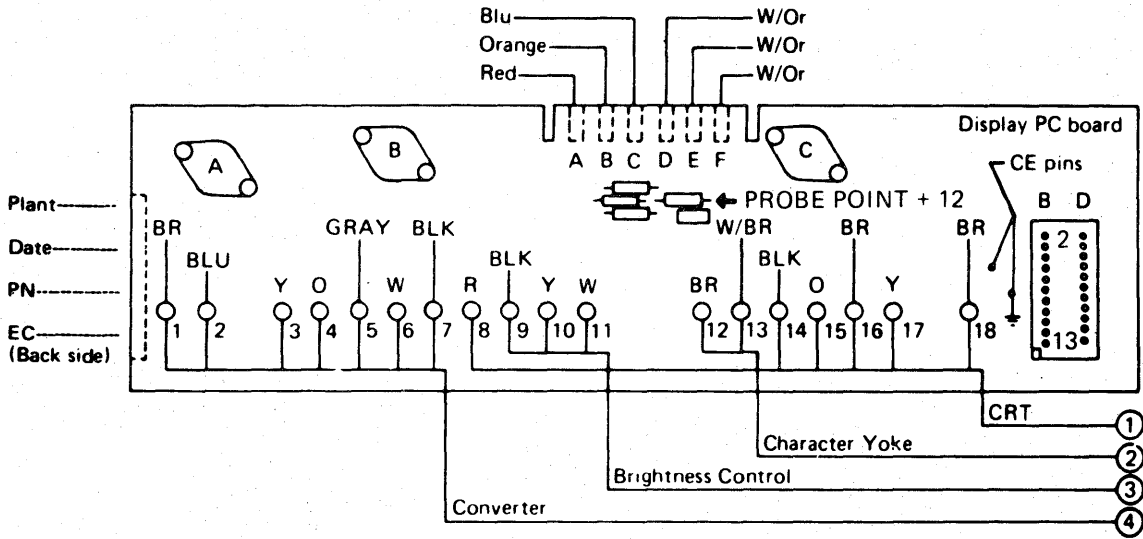 Blu W/Or
Orange W/Or
Red W/Or
Display PC board
A B C D E F
A B C
CE pins
PROBE POINT + 12
B D
Plant
Date
PN
EC
(Back side)
BR GRAY BLK W/BR BR BR
BLU BLK BLK
Y O W R Y W BR O Y
1 2 3 4 5 6 7 8 9 10 11 12 13 14 15 16 17 18
2
13
CRT 1
Character Yoke 2
Brightness Control 3
Converter 4